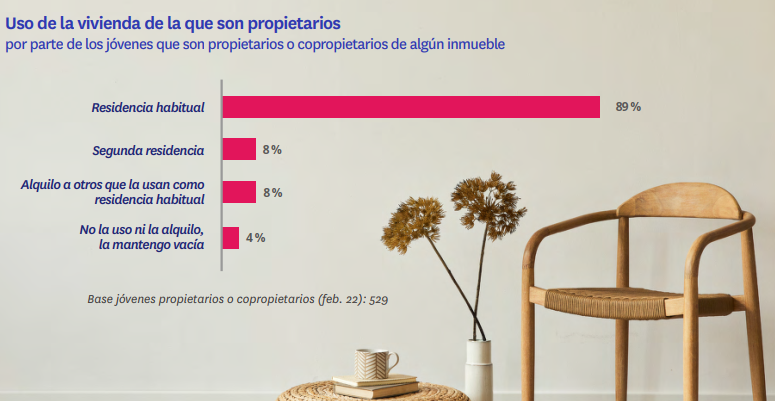 Uso de la vivienda de la que son propietarios
por parte de los jóvenes que son propietarios o copropietarios de algún inmueble
Residencia habitual 89 %
Segunda residencia 8 %
Alquilo a otros que la usan como
residencia habitual 8 %
No la uso ni la alquilo,
la mantengo vacía 4 %
Base jóvenes propietarios o copropietarios (feb. 22): 529